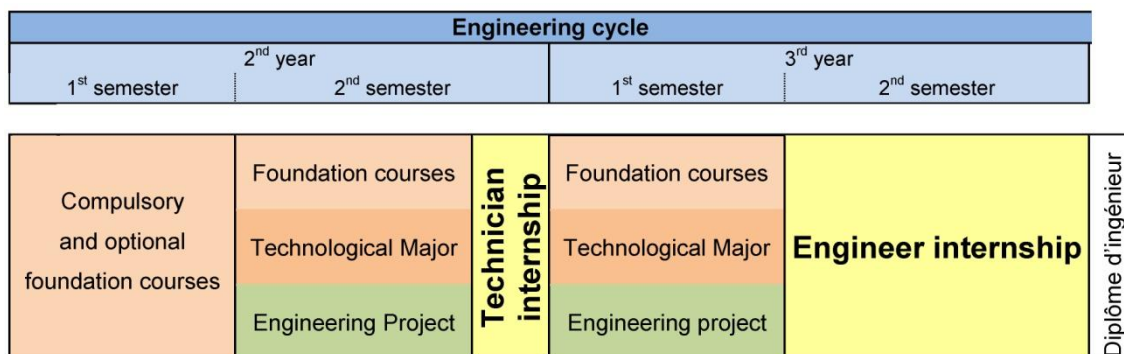 Engineering cycle
2nd year
3rd year
1st semester
2nd semester
1st semester
2nd semester
Compulsory
and optional
foundation courses
Foundation courses
Technological Major
Engineering Project
Technician
internship
Foundation courses
Technological Major
Engineering project
Engineer internship
Diplôme d'ingénieur